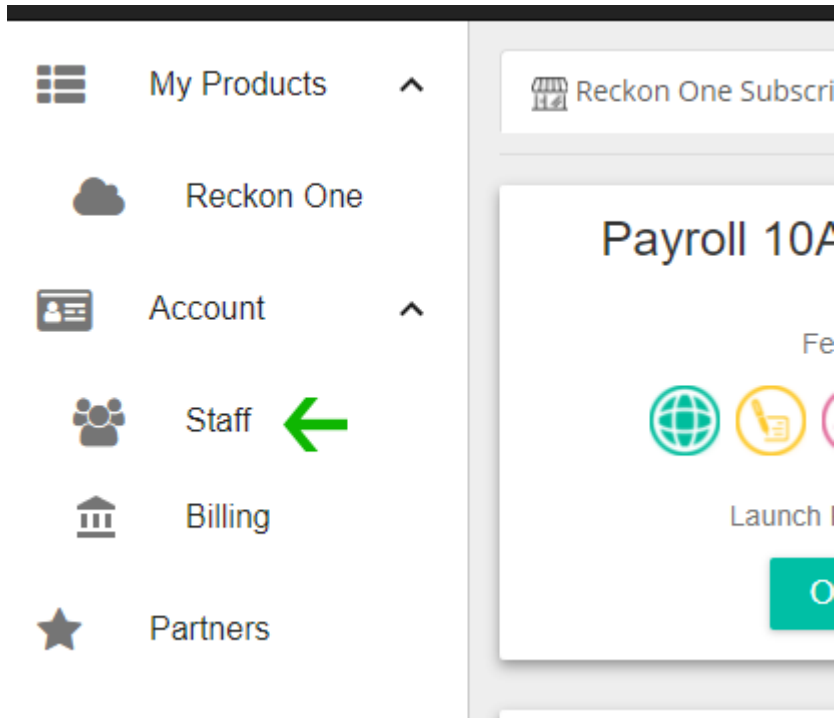 My Products
Reckon One
Account
Staff
Billing
Partners
Reckon One Subscri
Payroll 10A
Fe
Launch
O